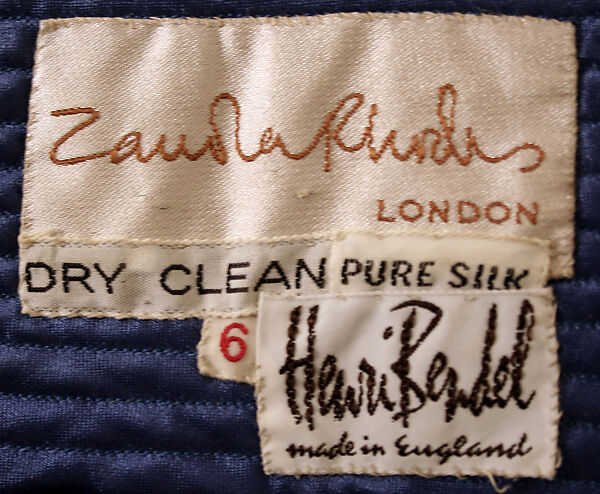 Zandra Rhodes
LONDON
DRY CLEAN
PURE SILK
6
Henri Bendel
made in England